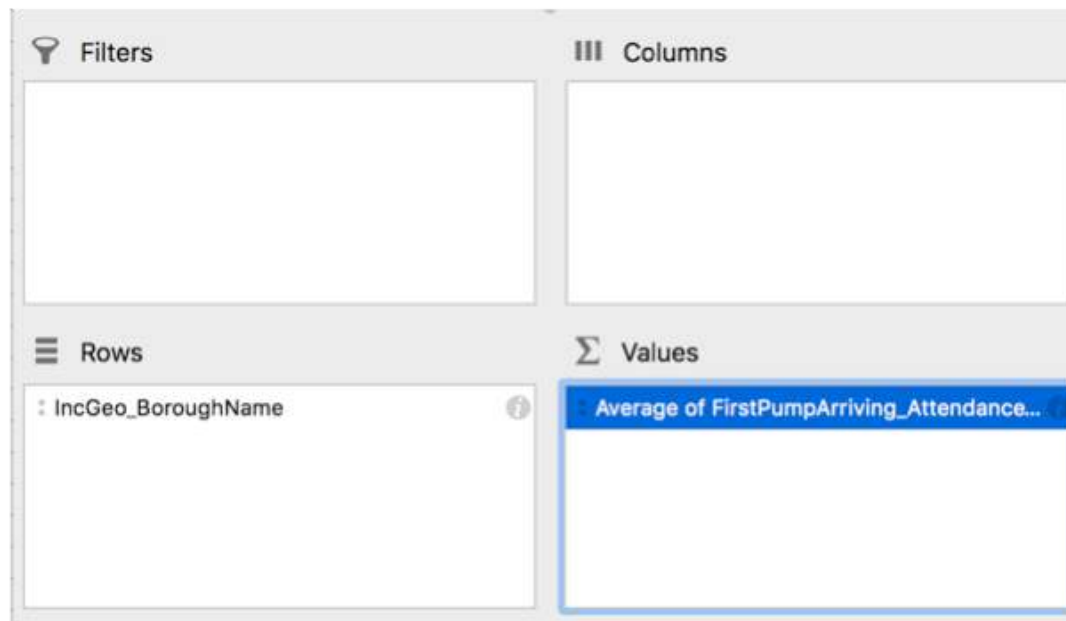 Filters
Columns
Rows
Values
IncGeo_BoroughName
Average of FirstPumpArriving_Attendance...